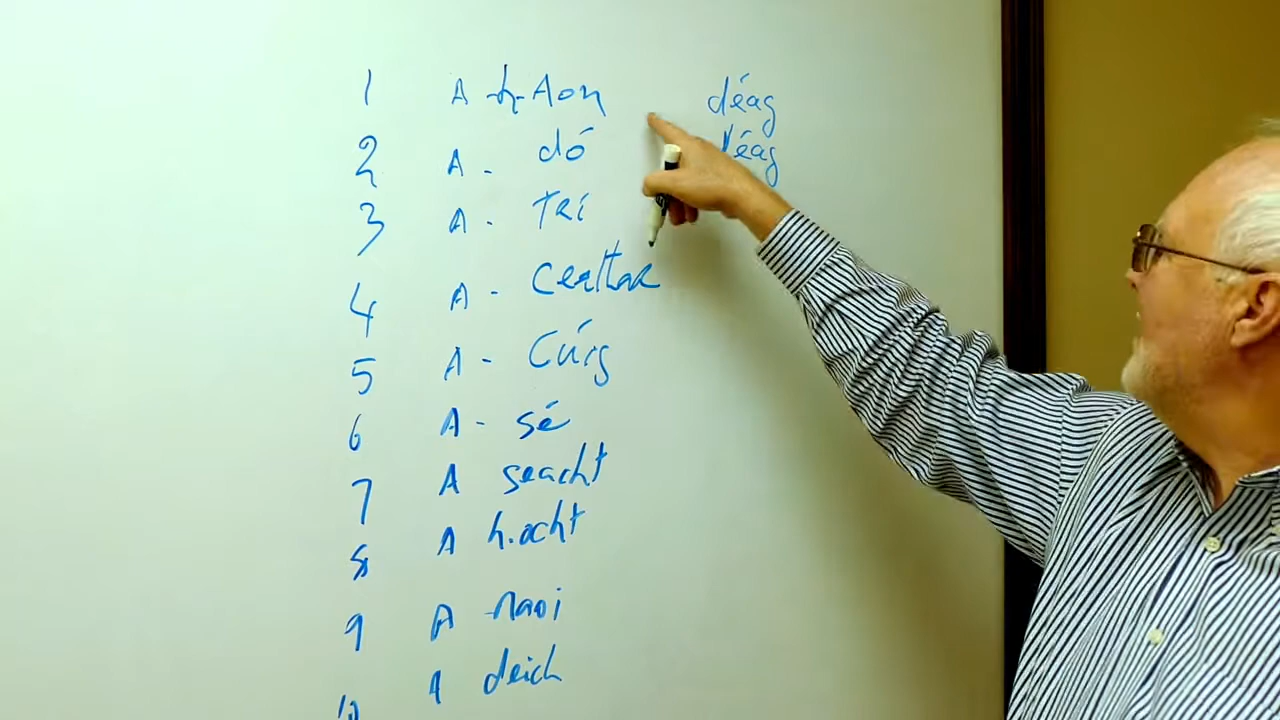 1 A h-Aon déag
2 A - dó déag
3 A - TRí
4 A - Ceathar
5 A - Cúig
6 A - sé
7 A seacht
8 A h.ocht
9 A naoi
10 A deich